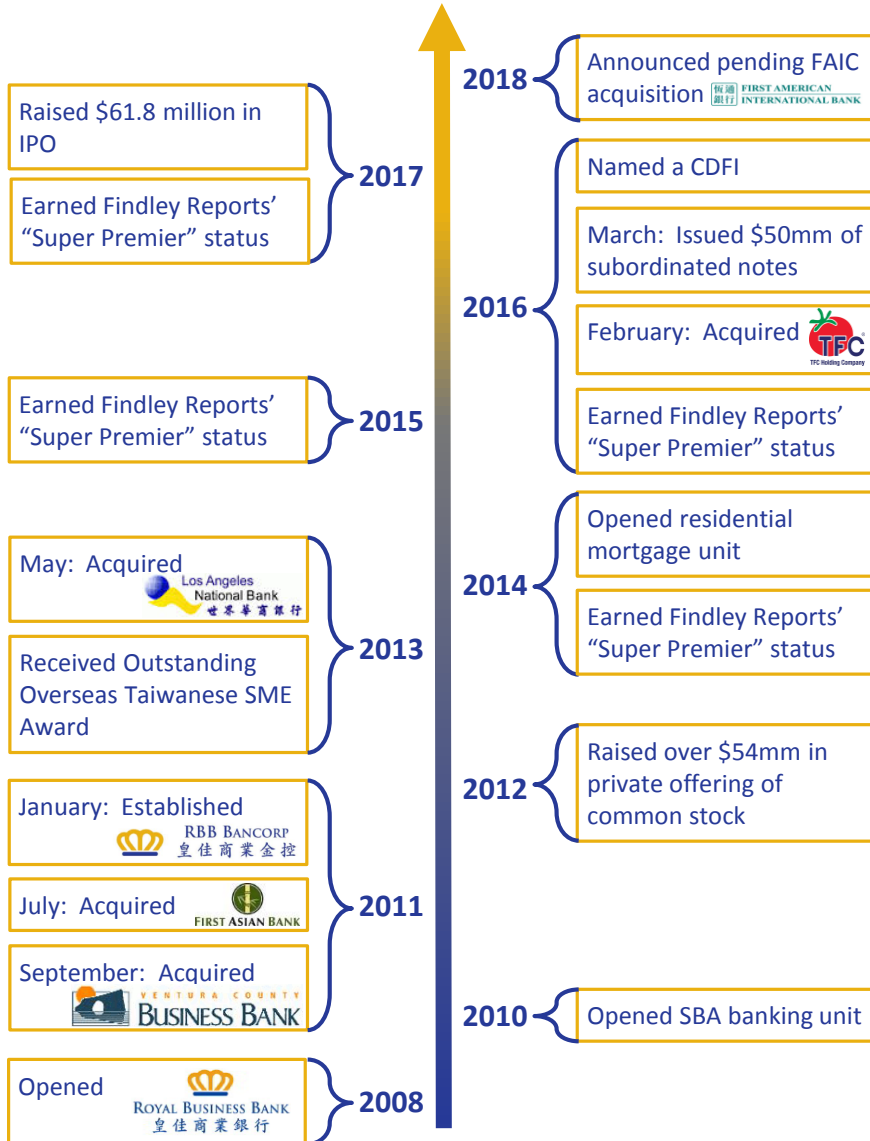 2018
Announced pending FAIC
acquisition
恆通
銀行
FIRST AMERICAN
INTERNATIONAL BANK
Raised $61.8 million in
IPO
Earned Findley Reports’
“Super Premier” status
2017
Named a CDFI
March: Issued $50mm of
subordinated notes
2016
February: Acquired
TFC
TFC Holding Company
Earned Findley Reports’
“Super Premier” status
Earned Findley Reports’
“Super Premier” status
2015
Opened residential
mortgage unit
2014
Earned Findley Reports’
“Super Premier” status
May: Acquired
Los Angeles
National Bank
世界華商銀行
2013
Received Outstanding
Overseas Taiwanese SME
Award
2012
Raised over $54mm in
private offering of
common stock
January: Established
RBB BANCORP
皇佳商業金控
2011
July: Acquired
FIRST ASIAN BANK
September: Acquired
VENTURA COUNTY
BUSINESS BANK
2010
Opened SBA banking unit
Opened
ROYAL BUSINESS BANK
皇佳商業銀行
2008